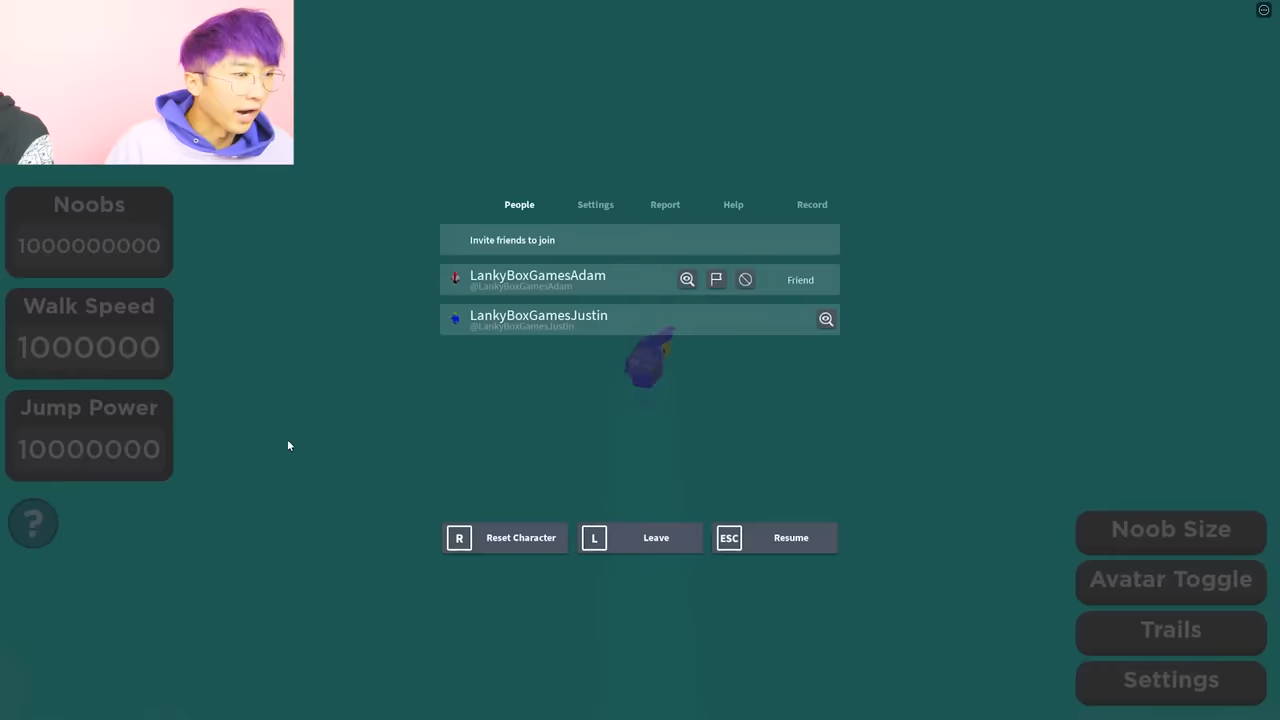 Noobs
1000000000
Walk Speed
1000000
Jump Power
10000000
?
People Settings Report Help Record
Invite friends to join
LankyBoxGamesAdam
@LankyBoxGamesAdam
Friend
LankyBoxGamesJustin
@LankyBoxGamesJustin
R Reset Character
L Leave
ESC Resume
Noob Size
Avatar Toggle
Trails
Settings